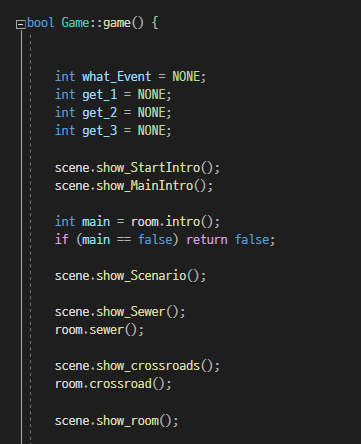 bool Game::game() {
int what_Event = NONE;
int get_1 = NONE;
int get_2 = NONE;
int get_3 = NONE;
scene.show_StartIntro();
scene.show_MainIntro();
int main = room.intro();
if (main == false) return false;
scene.show_Scenario();
scene.show_Sewer();
room.sewer();
scene.show_crossroads();
room.crossroad();
scene.show_room();